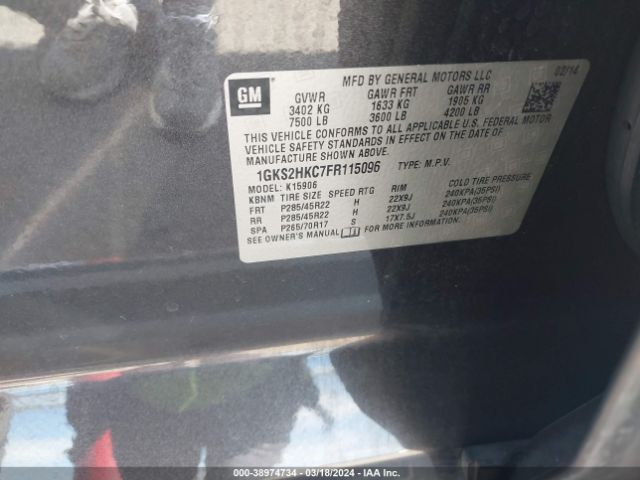 GM
MFD BY GENERAL MOTORS LLC
02/14
GVWR GAWR FRT GAWR RR
3402 KG 1633 KG 1905 KG
7500 LB 3600 LB 4200 LB
THIS VEHICLE CONFORMS TO ALL APPLICABLE U.S. FEDERAL MOTOR
VEHICLE SAFETY STANDARDS IN EFFECT ON THE DATE OF
MANUFACTURE SHOWN ABOVE.
1GKS2HKC7FR115096 TYPE: M.P.V.
MODEL: K15906
KBNM TIRE SIZE SPEED RTG RIM COLD TIRE PRESSURE
FRT P285/45R22 H 22X9J 240KPA(35PSI)
RR P285/45R22 H 22X9J 240KPA(35PSI)
SPA P265/70R17 S 17X7.5J 240KPA(35PSI)
SEE OWNER'S MANUAL FOR MORE INFORMATION.
000-38974734 — 03/18/2024 - IAA Inc.